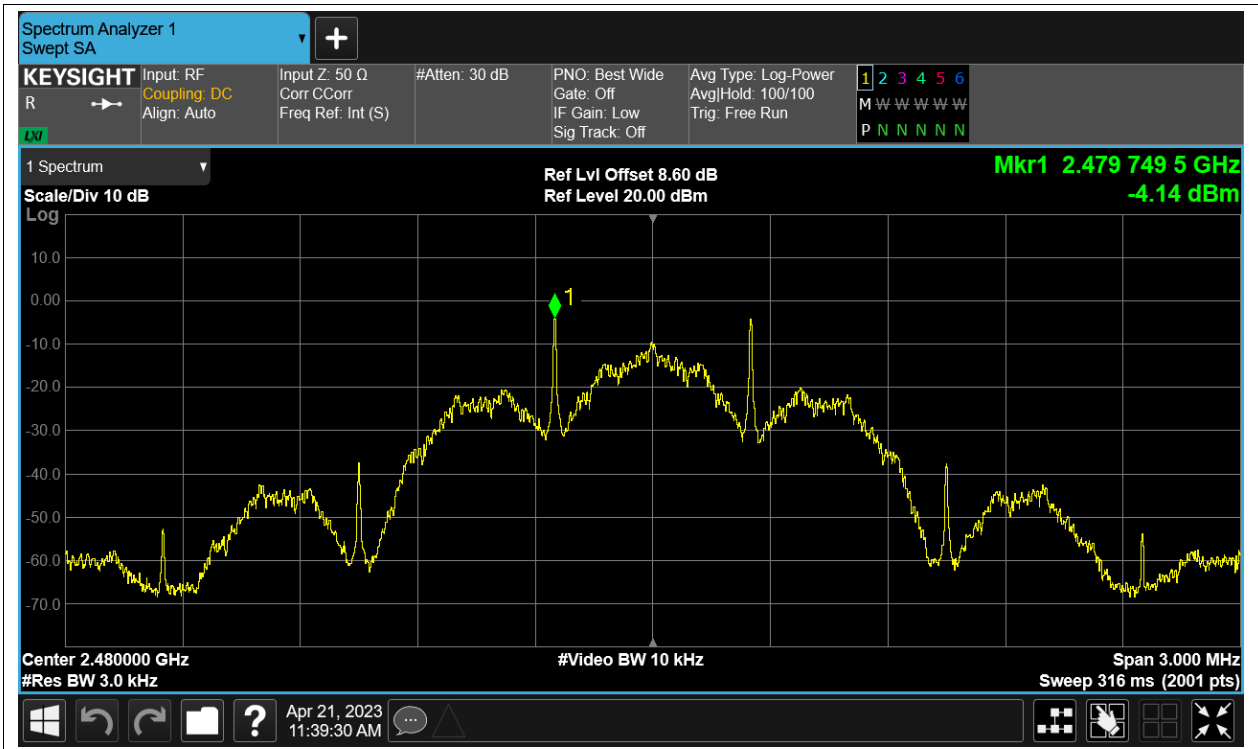 Spectrum Analyzer 1
Swept SA
+
KEYSIGHT
R
LXI
Input: RF
Coupling: DC
Align: Auto
Input Z: 50 Ω
Corr CCorr
Freq Ref: Int (S)
#Atten: 30 dB
PNO: Best Wide
Gate: Off
IF Gain: Low
Sig Track: Off
Avg Type: Log-Power
Avg|Hold: 100/100
Trig: Free Run
1 2 3 4 5 6
M W W W W W
P N N N N N
1 Spectrum
Scale/Div 10 dB
Ref Lvl Offset 8.60 dB
Ref Level 20.00 dBm
Mkr1 2.479 749 5 GHz
-4.14 dBm
Log
10.0
0.00
-10.0
-20.0
-30.0
-40.0
-50.0
-60.0
-70.0
1
Center 2.480000 GHz
#Res BW 3.0 kHz
#Video BW 10 kHz
Span 3.000 MHz
Sweep 316 ms (2001 pts)
?
Apr 21, 2023
11:39:30 AM